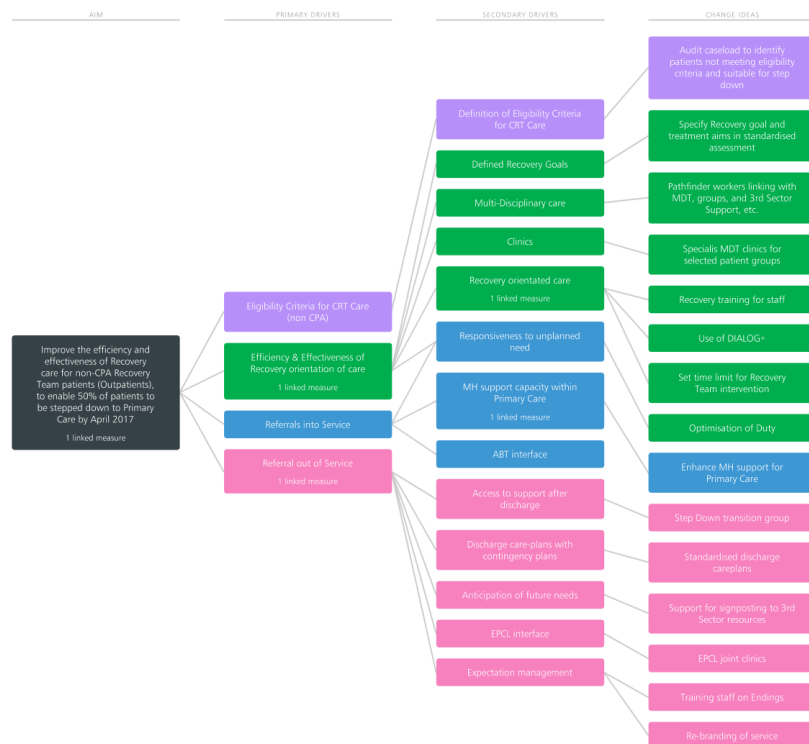 AIM
PRIMARY DRIVERS
SECONDARY DRIVERS
CHANGE IDEAS
Improve the efficiency and
effectiveness of Recovery
care for non-CPA Recovery
Team patients (Outpatients),
to enable 50% of patients to
be stepped down to Primary
Care by April 2017
1 linked measure
Eligibility Criteria for CRT Care
(non CPA)
Efficiency & Effectiveness of
Recovery orientation of care
1 linked measure
Referrals into Service
Referral out of Service
1 linked measure
Definition of Eligibility Criteria
for CRT Care
Defined Recovery Goals
Multi-Disciplinary care
Clinics
Recovery orientated care
1 linked measure
Responsiveness to unplanned
need
MH support capacity within
Primary Care
1 linked measure
ABT interface
Access to support after
discharge
Discharge care-plans with
contingency plans
Anticipation of future needs
EPCL interface
Expectation management
Audit caseload to identify
patients not meeting eligibility
criteria and suitable for step
down
Specify Recovery goal and
treatment aims in standardised
assessment
Pathfinder workers linking with
MDT, groups, and 3rd Sector
Support, etc.
Specialis MDT clinics for
selected patient groups
Recovery training for staff
Use of DIALOG+
Set time limit for Recovery
Team intervention
Optimisation of Duty
Enhance MH support for
Primary Care
Step Down transition group
Standardised discharge
careplans
Support for signposting to 3rd
Sector resources
EPCL joint clinics
Training staff on Endings
Re-branding of service